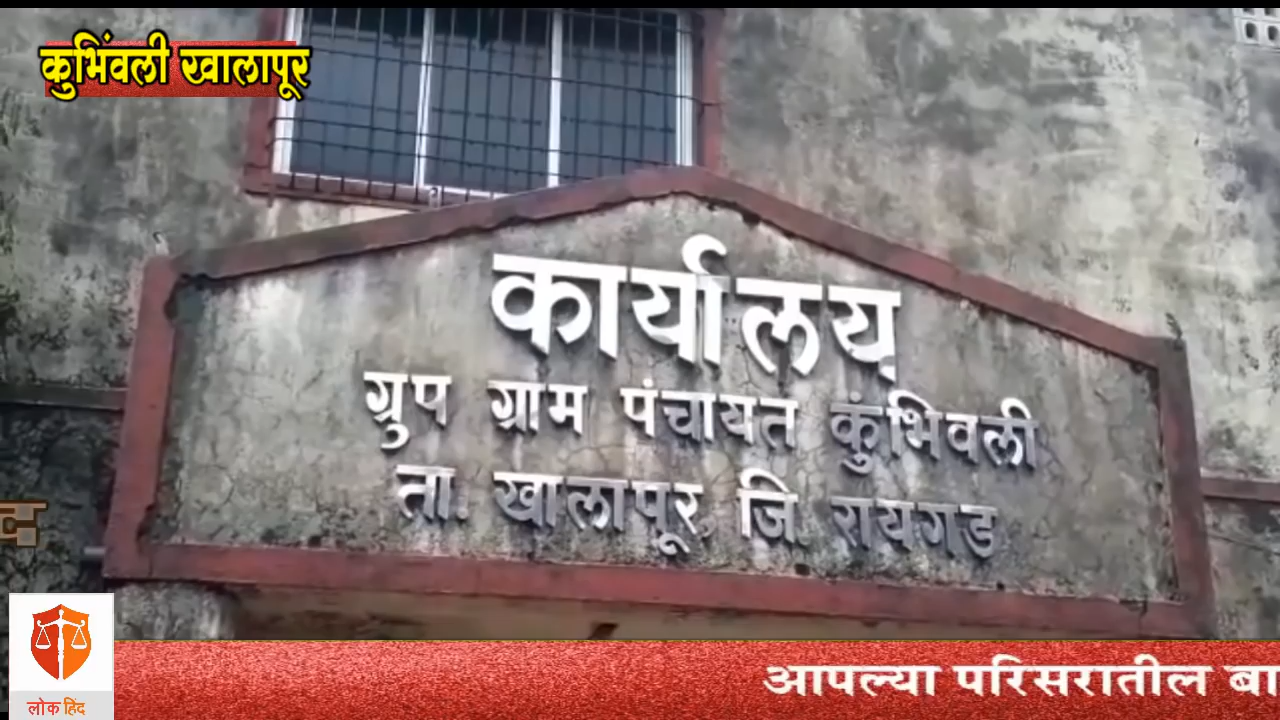 कुभिंवली खालापूर
कार्यालय
ग्रुप ग्राम पंचायत कुंभिवली
ता. खालापूर, जि. रायगड
लोक हिंद
आपल्या परिसरातील बा